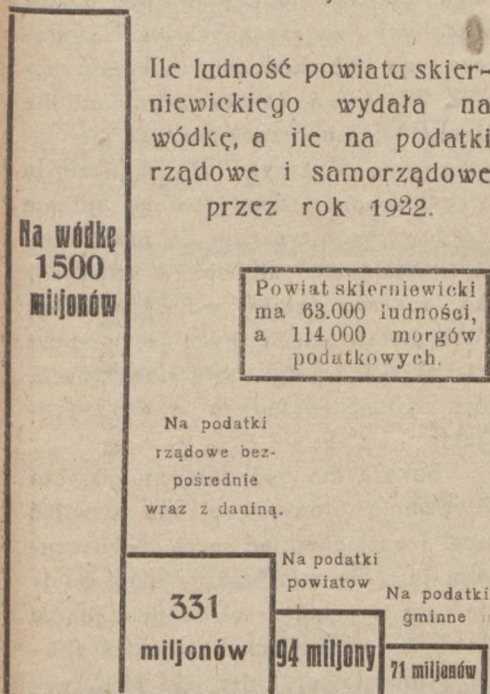 Ile ludność powiatu skier-
niewickiego wydała na
wódkę, a ile na podatki
rządowe i samorządowe
przez rok 1922.
Na wódkę
1500
miljonów
Powiat skierniewicki
ma 63.000 ludności,
a 114.000 morgów
podatkowych.
Na podatki
rządowe bez-
pośrednie
wraz z daniną.
331
miljonów
Na podatki
powiatow
94 miljony
Na podatki
gminne
71 miljonów